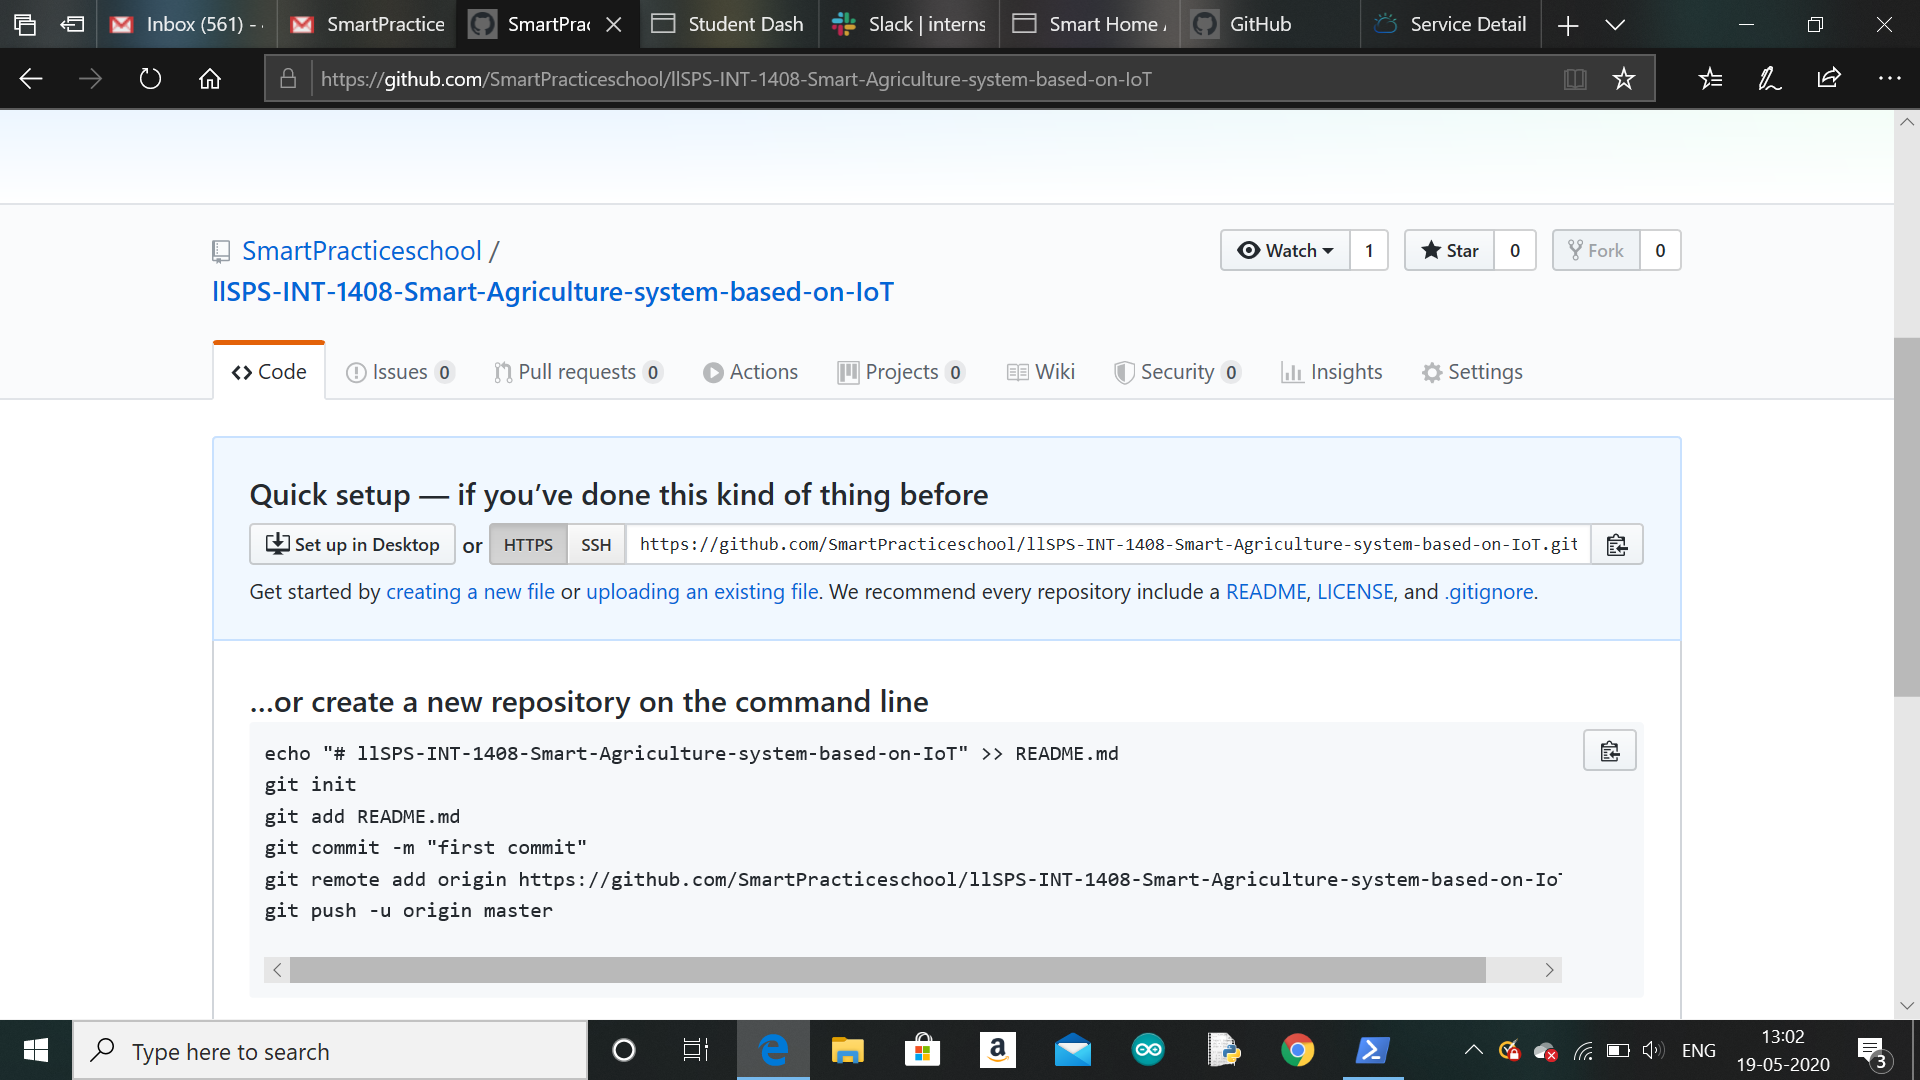 Inbox (561) -
SmartPractice
SmartPrac
Student Dash
Slack | interns
Smart Home
GitHub
Service Detail
https://github.com/SmartPracticeschool/llSPS-INT-1408-Smart-Agriculture-system-based-on-IoT
SmartPracticeschool /
llSPS-INT-1408-Smart-Agriculture-system-based-on-IoT
Watch 1
Star 0
Fork 0
Code
Issues 0
Pull requests 0
Actions
Projects 0
Wiki
Security 0
Insights
Settings
Quick setup — if you’ve done this kind of thing before
Set up in Desktop or HTTPS SSH https://github.com/SmartPracticeschool/llSPS-INT-1408-Smart-Agriculture-system-based-on-IoT.git
Get started by creating a new file or uploading an existing file. We recommend every repository include a README, LICENSE, and .gitignore.
…or create a new repository on the command line
echo "# llSPS-INT-1408-Smart-Agriculture-system-based-on-IoT" >> README.md
git init
git add README.md
git commit -m "first commit"
git remote add origin https://github.com/SmartPracticeschool/llSPS-INT-1408-Smart-Agriculture-system-based-on-Io
git push -u origin master
Type here to search
ENG
13:02
19-05-2020
3